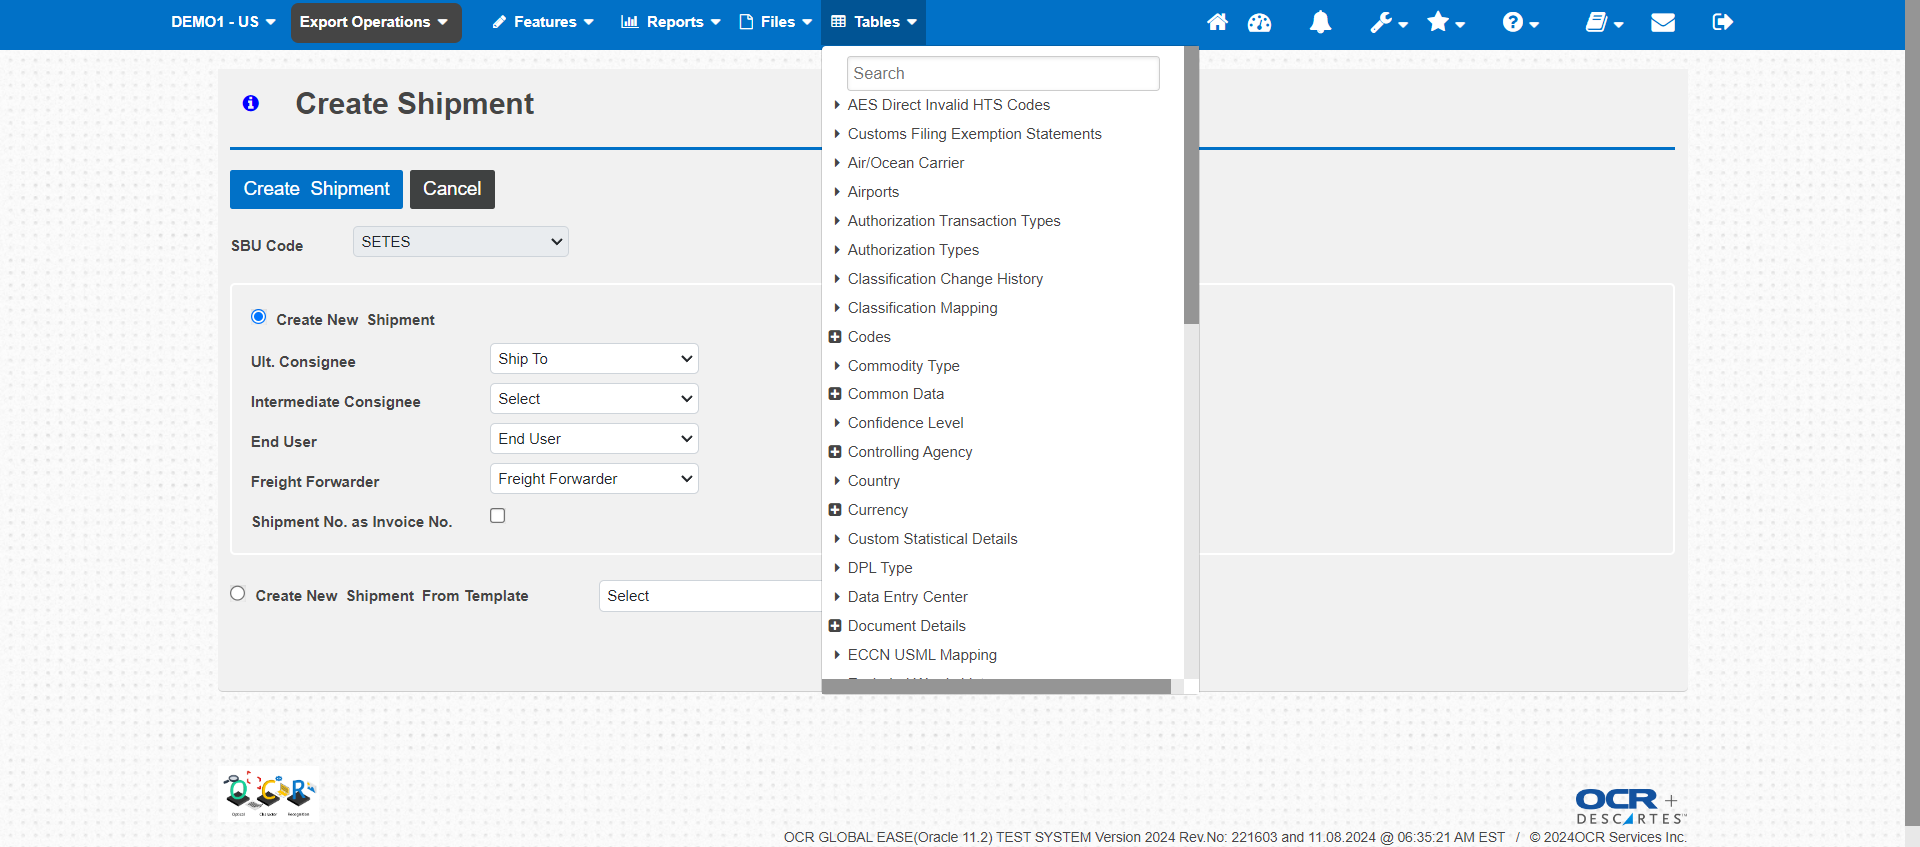 DEMO1 - US
Export Operations
Features
Reports
Files
Tables
Search
AES Direct Invalid HTS Codes
Customs Filing Exemption Statements
Air/Ocean Carrier
Airports
Authorization Transaction Types
Authorization Types
Classification Change History
Classification Mapping
Codes
Commodity Type
Common Data
Confidence Level
Controlling Agency
Country
Currency
Custom Statistical Details
DPL Type
Data Entry Center
Document Details
ECCN USML Mapping
Create Shipment
Create Shipment
Cancel
SBU Code
SETES
Create New Shipment
Ult. Consignee
Ship To
Intermediate Consignee
Select
End User
End User
Freight Forwarder
Freight Forwarder
Shipment No. as Invoice No.
Create New Shipment From Template
Select
OCR
OCR
DESCARTES
OCR GLOBAL EASE(Oracle 11.2) TEST SYSTEM Version 2024 Rev.No: 221603 and 11.08.2024 @ 06:35:21 AM EST / © 2024OCR Services Inc.